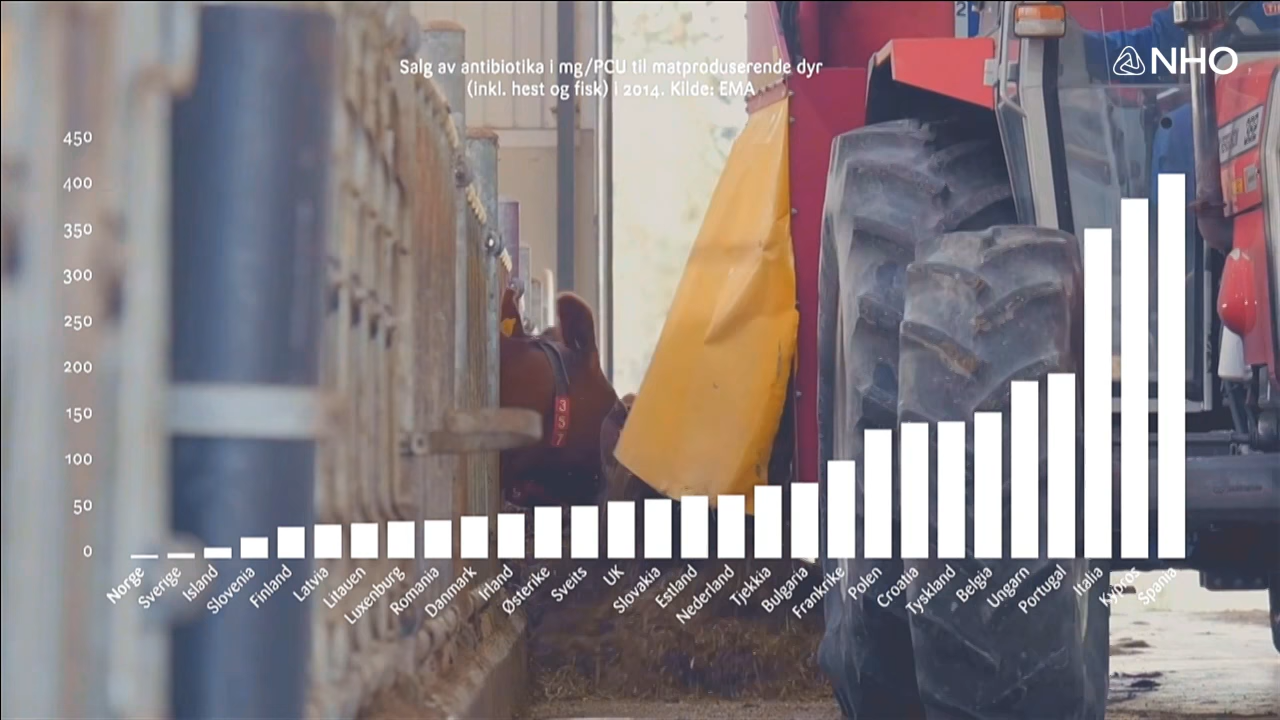 NHO
Salg av antibiotika i mg/PCU til matproduserende dyr
(inkl. hest og fisk) i 2014. Kilde: EMA
450
400
350
300
250
200
150
100
50
0
Norge
Sverige
Island
Slovenia
Finland
Latvia
Litauen
Luxenburg
Romania
Danmark
Irland
Østerike
Sveits
UK
Slovakia
Estland
Nederland
Tjekkia
Bulgaria
Frankrike
Polen
Croatia
Tyskland
Belgia
Ungarn
Portugal
Italia
Kypros
Spania
357
2